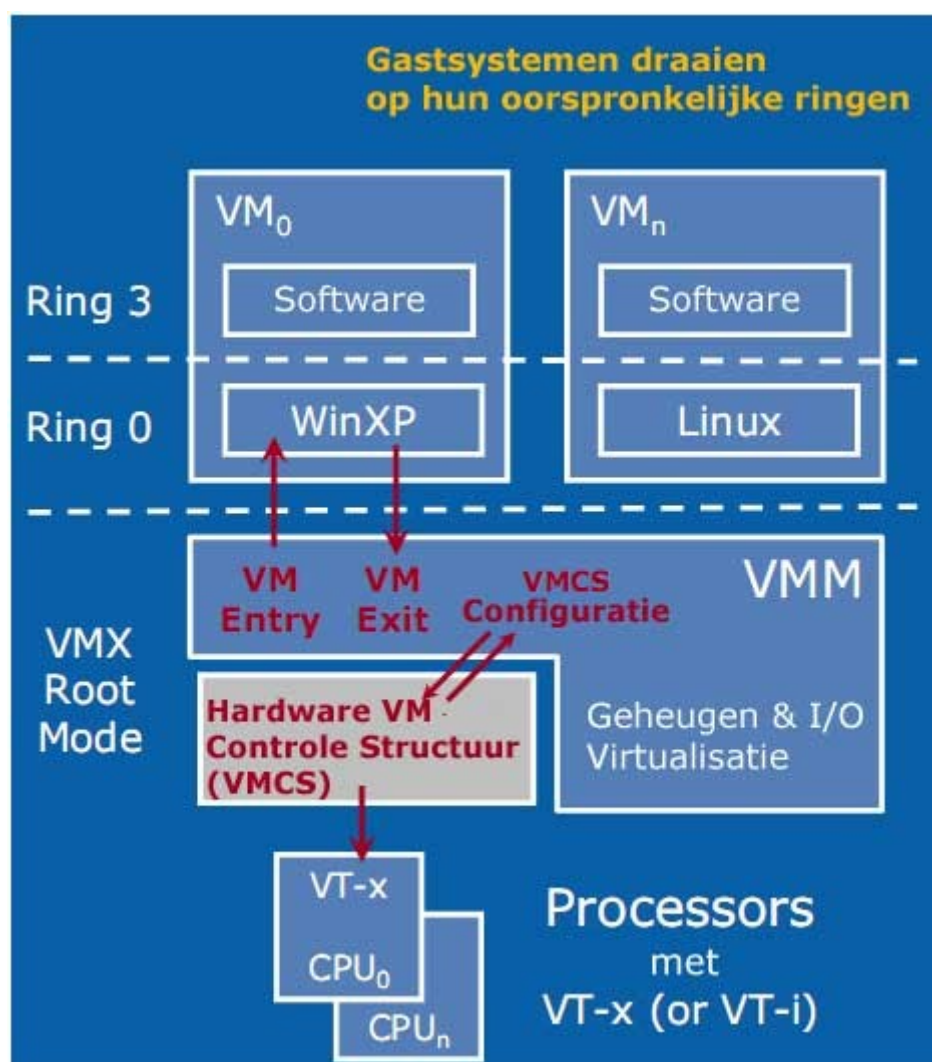 Gastsystemen draaien
op hun oorspronkelijke ringen
VM0
VMn
Ring 3
Software
Software
Ring 0
WinXP
Linux
VM
Entry
VM
Exit
VMCS
Configuratie
VMM
VMX
Root
Mode
Hardware VM
Controle Structuur
(VMCS)
Geheugen & I/O
Virtualisatie
VT-x
CPU0
CPUn
Processors
met
VT-x (or VT-i)